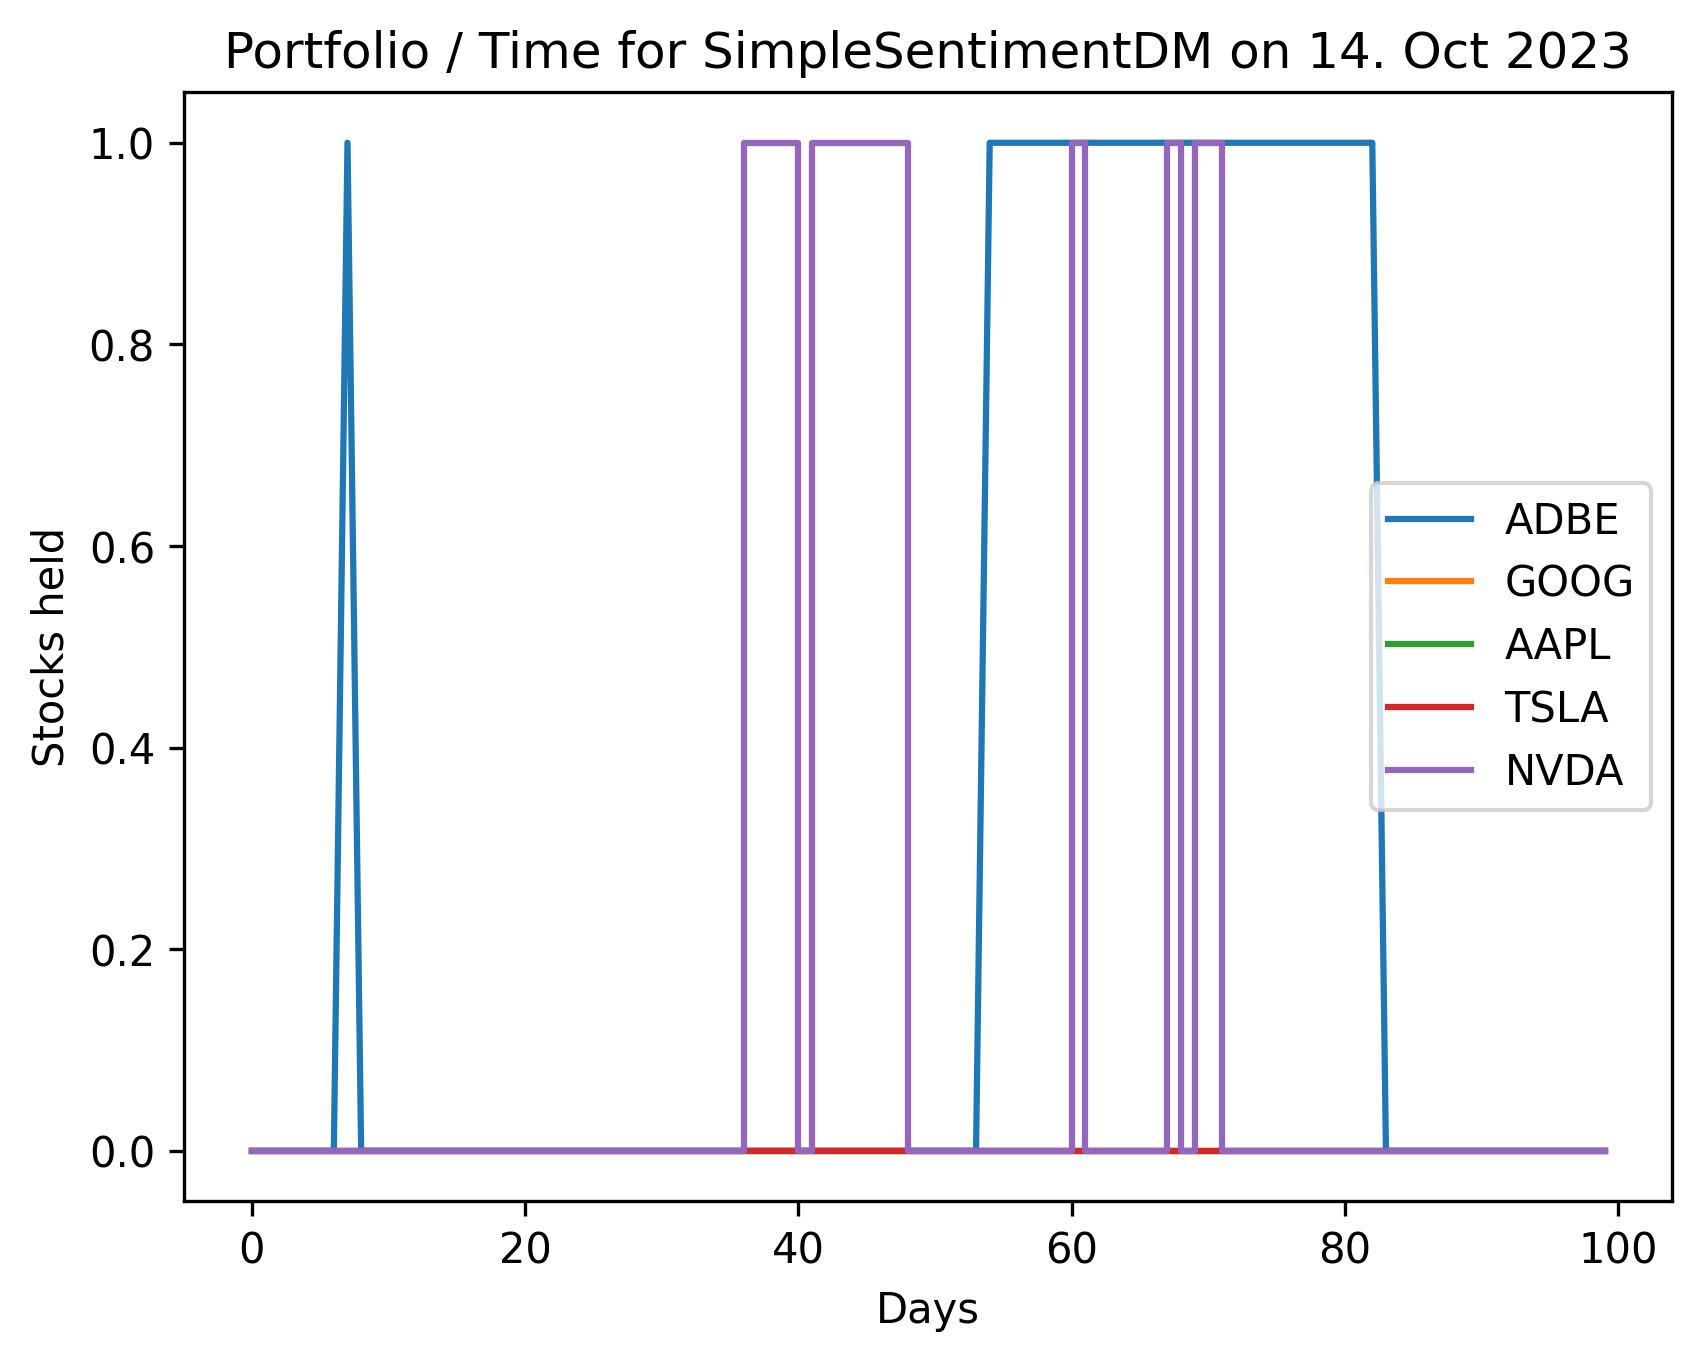 Portfolio / Time for SimpleSentimentDM on 14. Oct 2023
1.0
0.8
0.6
0.4
0.2
0.0
Stocks held
ADBE
GOOG
AAPL
TSLA
NVDA
0 20 40 60 80 100
Days